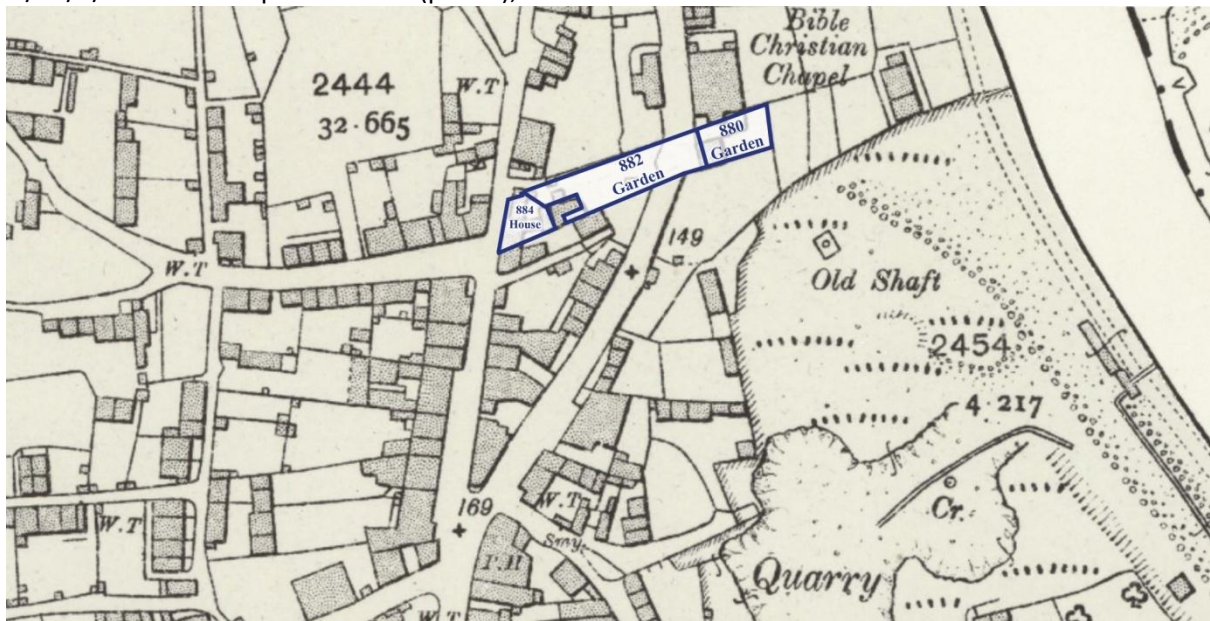 Bible
Christian
Chapel
2444
32·665
W.T
880
Garden
882
Garden
884
House
W.T
149
Old Shaft
2454
4·217
W.T
W.T
169
Smy.
P.H
Cr.
Quarry
W.T